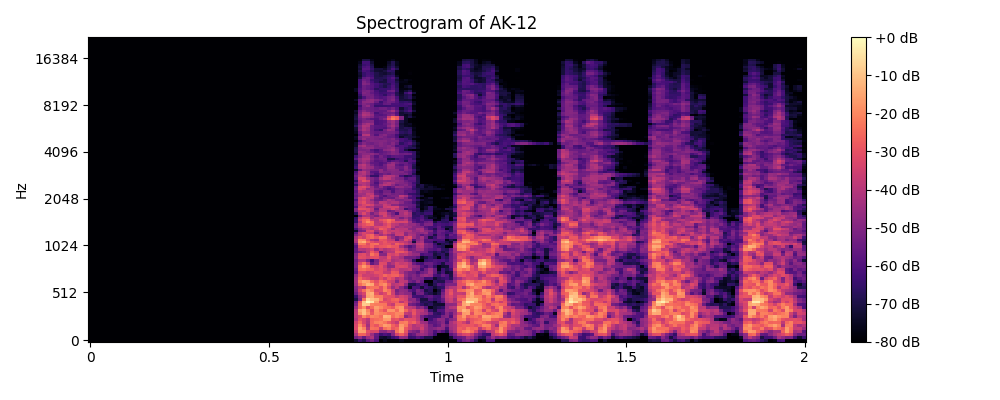 Spectrogram of AK-12
Hz
16384
8192
4096
2048
1024
512
0
0 0.5 1 1.5 2
Time
+0 dB
-10 dB
-20 dB
-30 dB
-40 dB
-50 dB
-60 dB
-70 dB
-80 dB